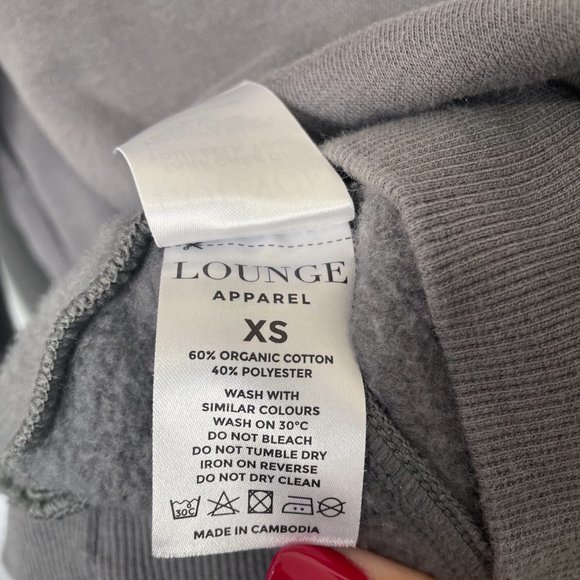 LOUNGE
APPAREL
XS
60% ORGANIC COTTON
40% POLYESTER
WASH WITH
SIMILAR COLOURS
WASH ON 30°C
DO NOT BLEACH
DO NOT TUMBLE DRY
IRON ON REVERSE
DO NOT DRY CLEAN
30C
MADE IN CAMBODIA